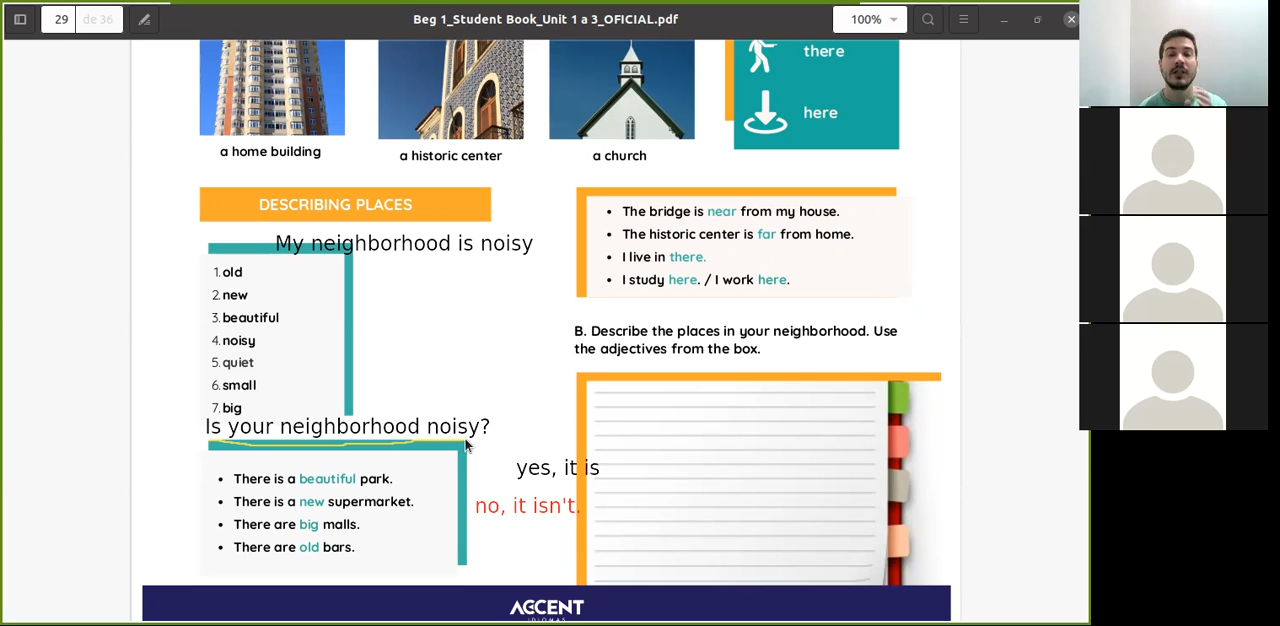 29
de 36
Beg 1_Student Book_Unit 1 a 3_OFICIAL.pdf
100%
there
here
a home building
a historic center
a church
DESCRIBING PLACES
My neighborhood is noisy
1. old
2. new
3. beautiful
4. noisy
5. quiet
6. small
7. big
Is your neighborhood noisy?
yes, it is
no, it isn't.
• There is a beautiful park.
• There is a new supermarket.
• There are big malls.
• There are old bars.
• The bridge is near from my house.
• The historic center is far from home.
• I live in there.
• I study here. / I work here.
B. Describe the places in your neighborhood. Use
the adjectives from the box.
ACCENT
IDIOMAS